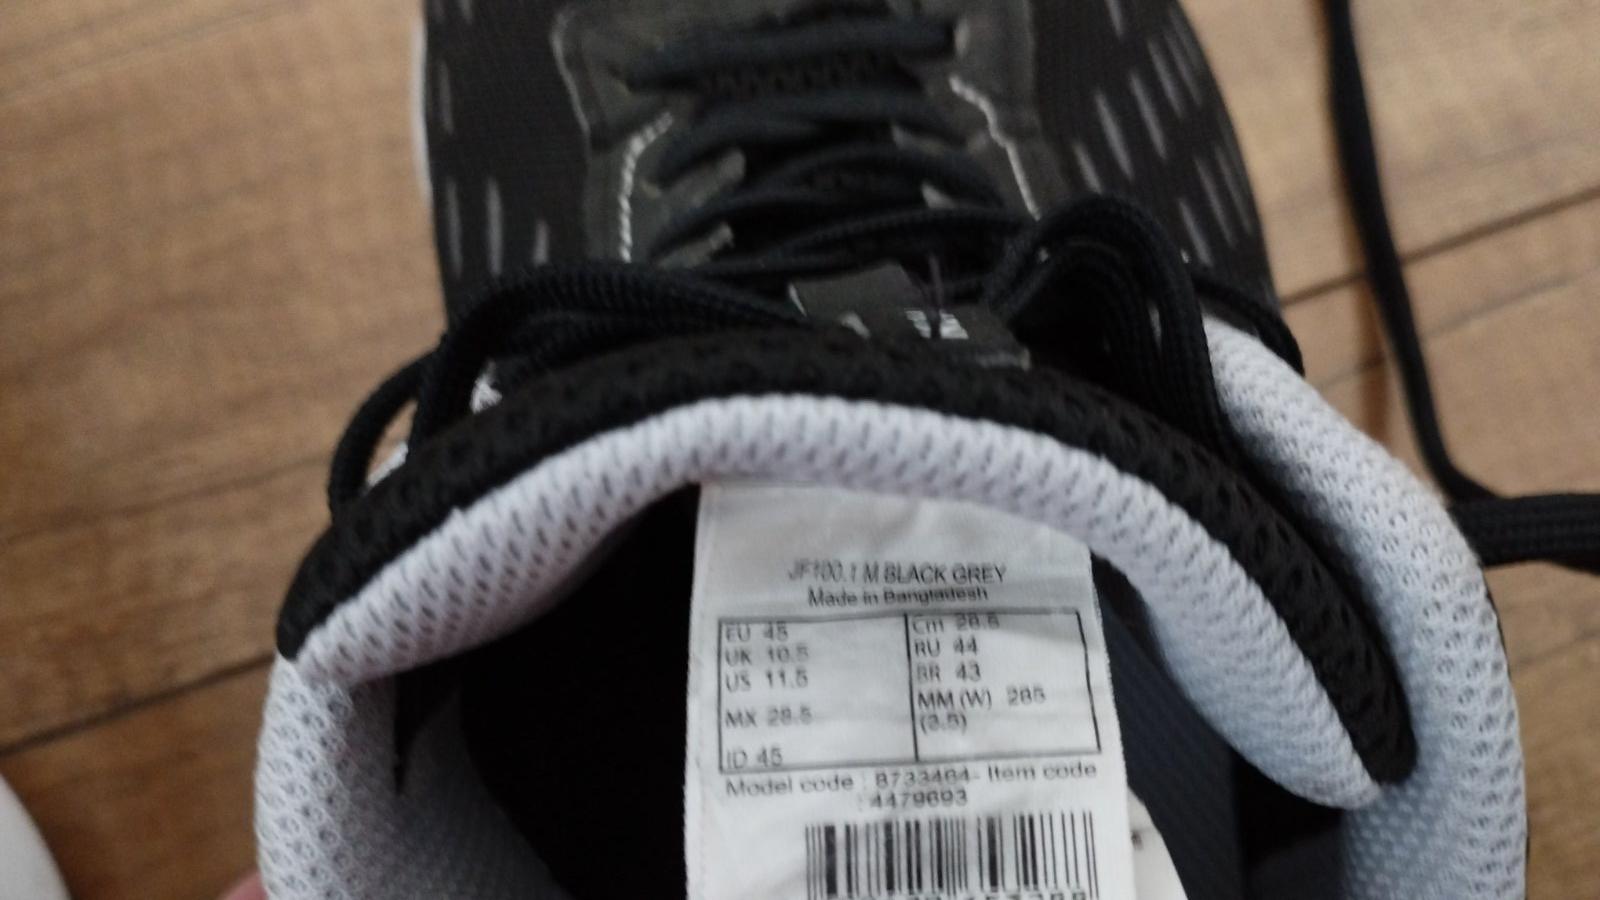 JF100.1 M BLACK GREY
Made in Bangladesh
EU 45
UK 10.5
US 11.5
MX 28.5
ID 45
Cm 28.5
RU 44
BR 43
MM (W) 285
(3.5)
Model code : 8733464- Item code
: 4479693